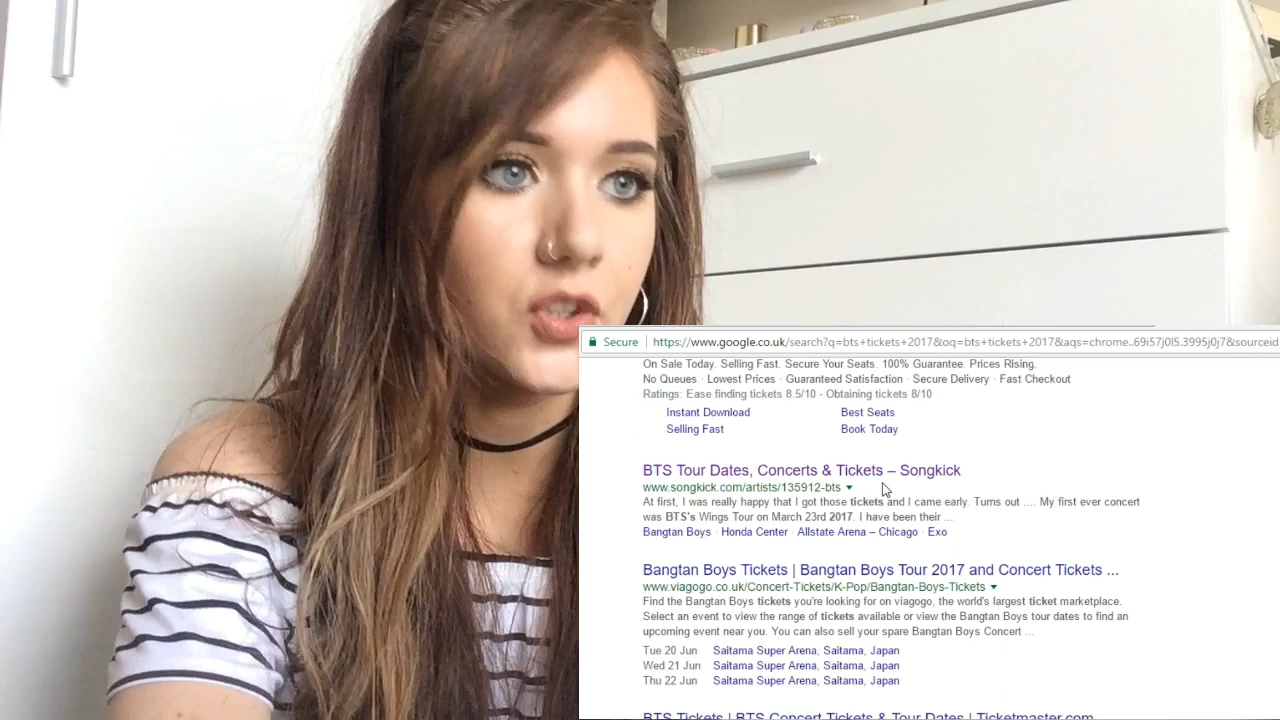 Secure https://www.google.co.uk/search?q=bts+tickets+2017&oq=bts+tickets+2017&aqs=chrome..69i57j0l5.3995j0j7&sourceid
On Sale Today. Selling Fast. Secure Your Seats. 100% Guarantee. Prices Rising.
No Queues · Lowest Prices · Guaranteed Satisfaction · Secure Delivery · Fast Checkout
Ratings: Ease finding tickets 8.5/10 - Obtaining tickets 8/10
Instant Download Best Seats
Selling Fast Book Today
BTS Tour Dates, Concerts & Tickets – Songkick
www.songkick.com/artists/135912-bts
At first, I was really happy that I got those tickets and I came early. Turns out .... My first ever concert
was BTS's Wings Tour on March 23rd 2017. I have been their ...
Bangtan Boys · Honda Center · Allstate Arena – Chicago · Exo
Bangtan Boys Tickets | Bangtan Boys Tour 2017 and Concert Tickets ...
www.viagogo.co.uk/Concert-Tickets/K-Pop/Bangtan-Boys-Tickets
Find the Bangtan Boys tickets you're looking for on viagogo, the world's largest ticket marketplace.
Select an event to view the range of tickets available or view the Bangtan Boys tour dates to find an
upcoming event near you. You can also sell your spare Bangtan Boys Concert ...
Tue 20 Jun Saitama Super Arena, Saitama, Japan
Wed 21 Jun Saitama Super Arena, Saitama, Japan
Thu 22 Jun Saitama Super Arena, Saitama, Japan
BTS Tickets | BTS Concert Tickets & Tour Dates | Ticketmaster.com